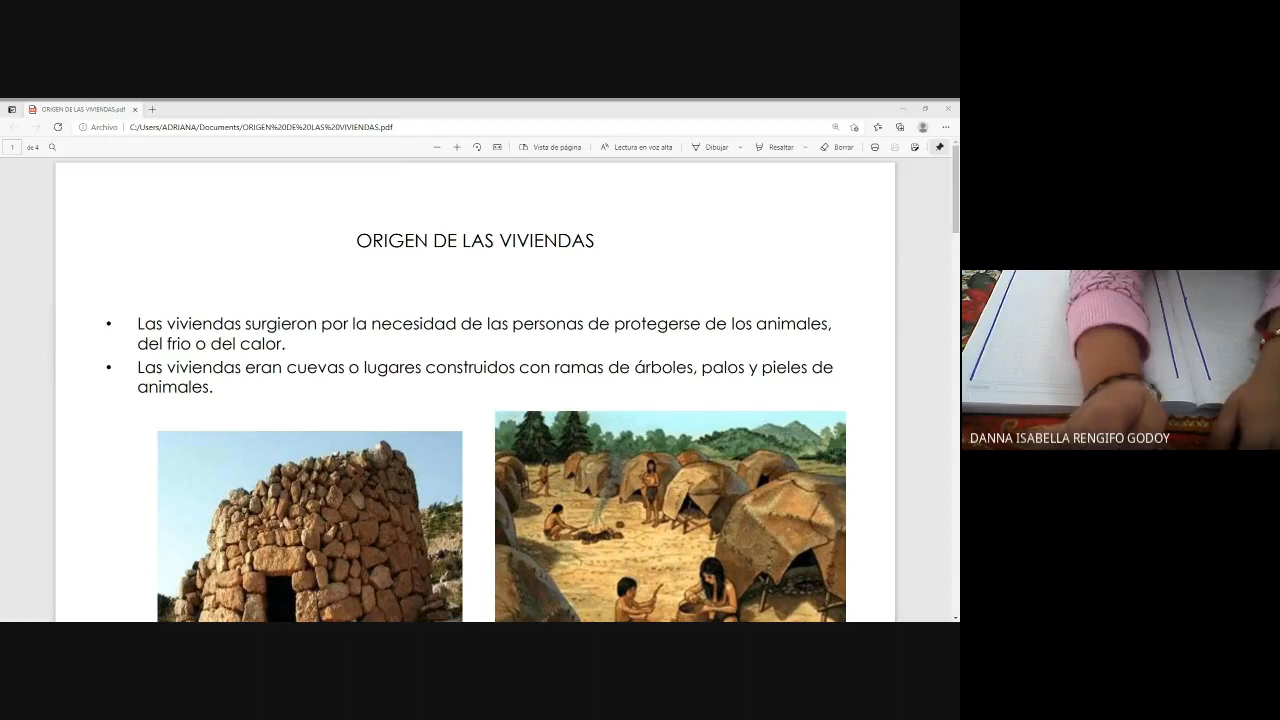 ORIGEN DE LAS VIVIENDAS.pdf
Archivo
C:/Users/ADRIANA/Documents/ORIGEN%20DE%20LAS%20VIVIENDAS.pdf
1 de 4
Vista de página
Lectura en voz alta
Dibujar
Resaltar
Borrar
ORIGEN DE LAS VIVIENDAS
• Las viviendas surgieron por la necesidad de las personas de protegerse de los animales,
del frio o del calor.
• Las viviendas eran cuevas o lugares construidos con ramas de árboles, palos y pieles de
animales.
DANNA ISABELLA RENGIFO GODOY